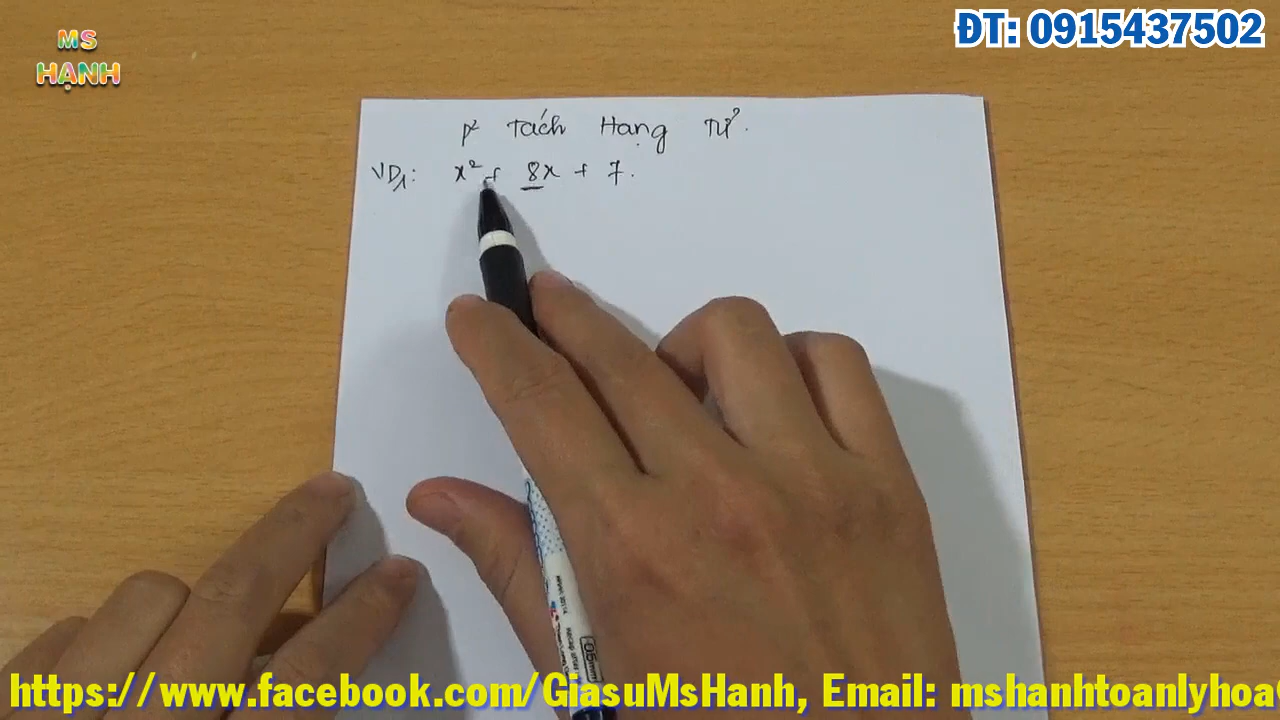 MS
HẠNH
ĐT: 0915437502
P² Tách Hạng Tử.
VD1: x² + 8x + 7.
https://www.facebook.com/GiasuMsHanh, Email: mshanhtoanlyhoa